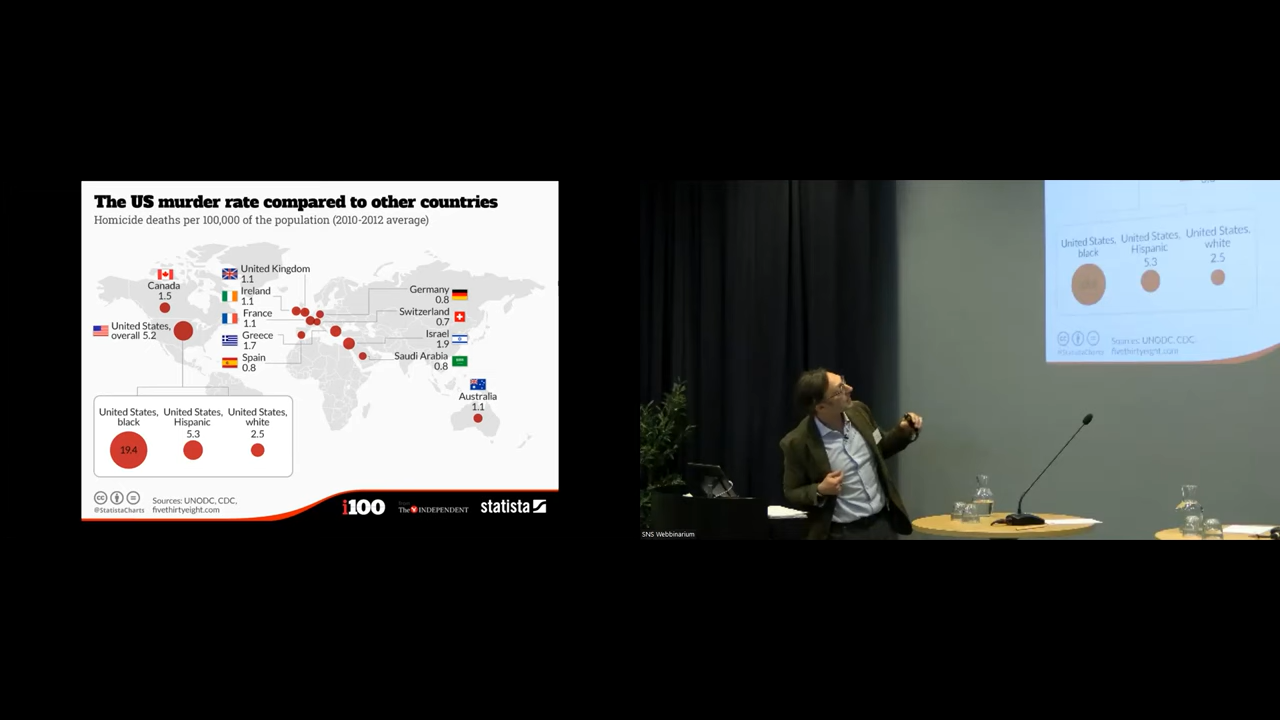 The US murder rate compared to other countries
Homicide deaths per 100,000 of the population (2010-2012 average)
Canada
1.5
United States,
overall 5.2
United Kingdom
1.1
Ireland
1.1
France
1.1
Greece
1.7
Spain
0.8
Germany
0.8
Switzerland
0.7
Israel
1.9
Saudi Arabia
0.8
Australia
1.1
United States,
black
19.4
United States,
Hispanic
5.3
United States,
white
2.5
@StatistaCharts
Sources: UNODC, CDC,
fivethirtyeight.com
i100
The INDEPENDENT
statista
United States,
black
United States,
Hispanic
5.3
United States,
white
2.5
@StatistaCharts
Sources: UNODC, CDC,
fivethirtyeight.com
SNS Webbinarium